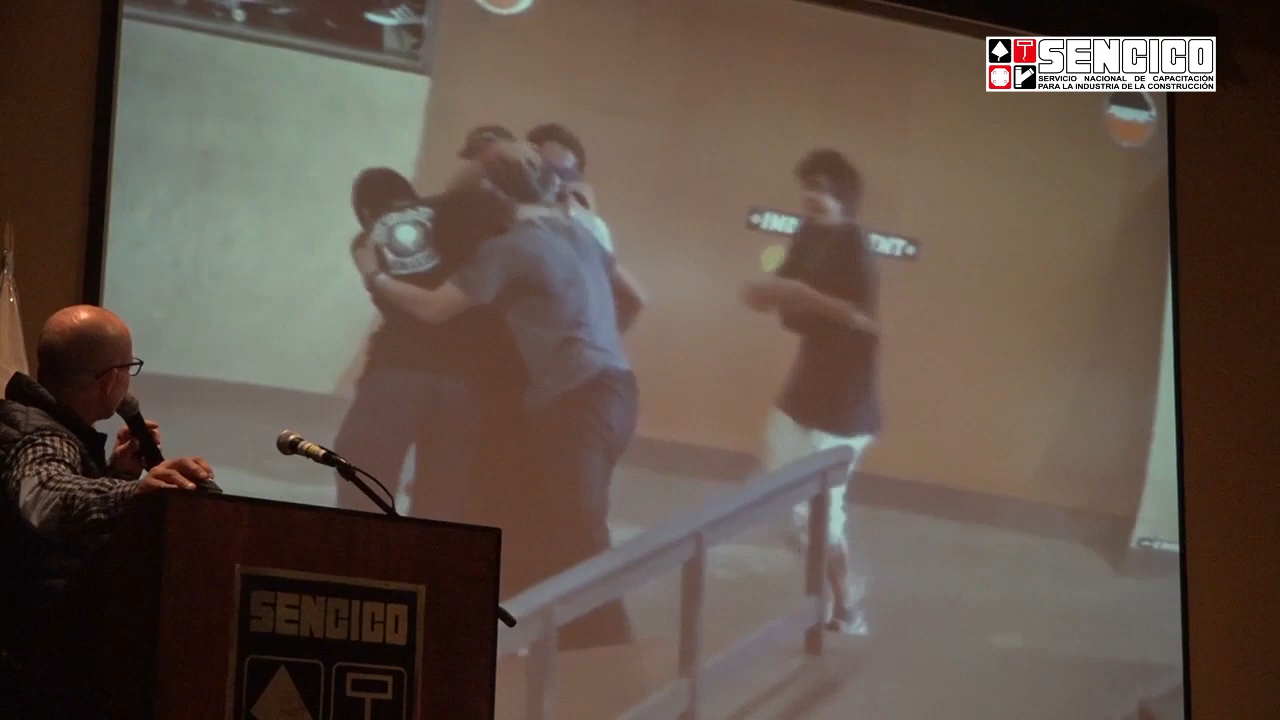 SENCICO
SERVICIO NACIONAL DE CAPACITACIÓN
PARA LA INDUSTRIA DE LA CONSTRUCCIÓN
SENCICO